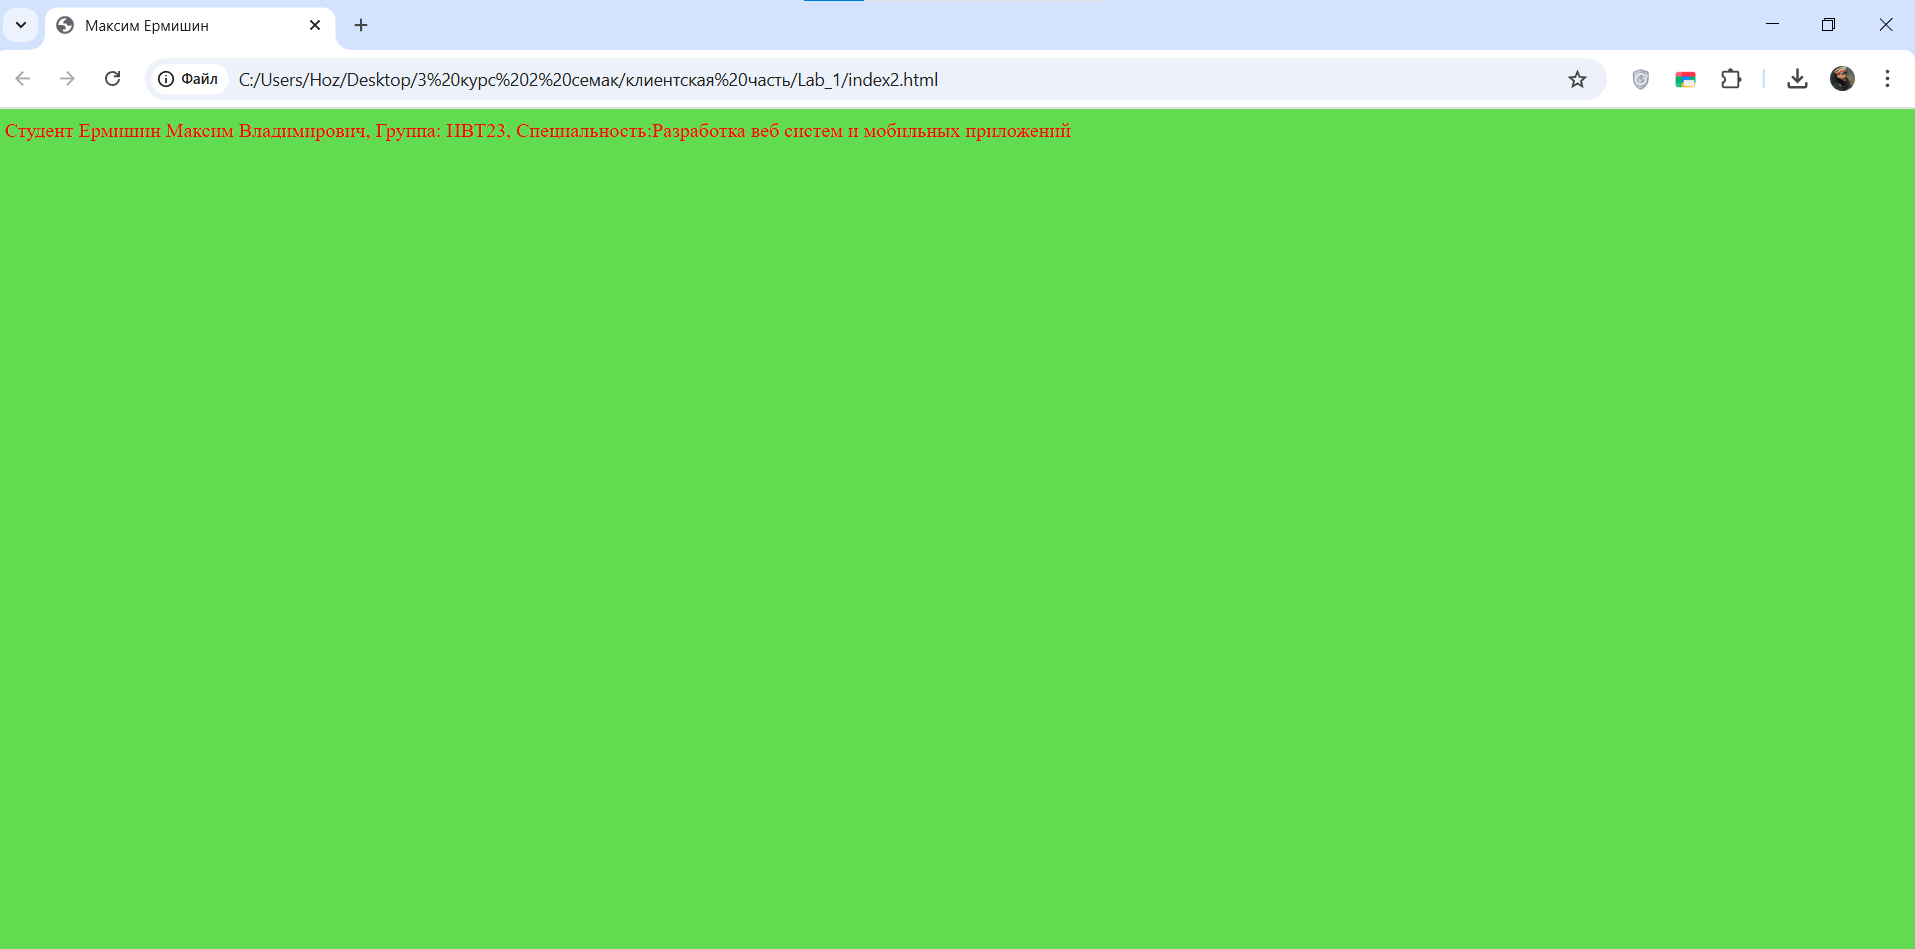 Максим Ермишин
Файл C:/Users/Hoz/Desktop/3%20курс%202%20семак/клиентская%20часть/Lab_1/index2.html
Студент Ермишин Максим Владимирович, Группа: ИВТ23, Специальность:Разработка веб систем и мобильных приложений